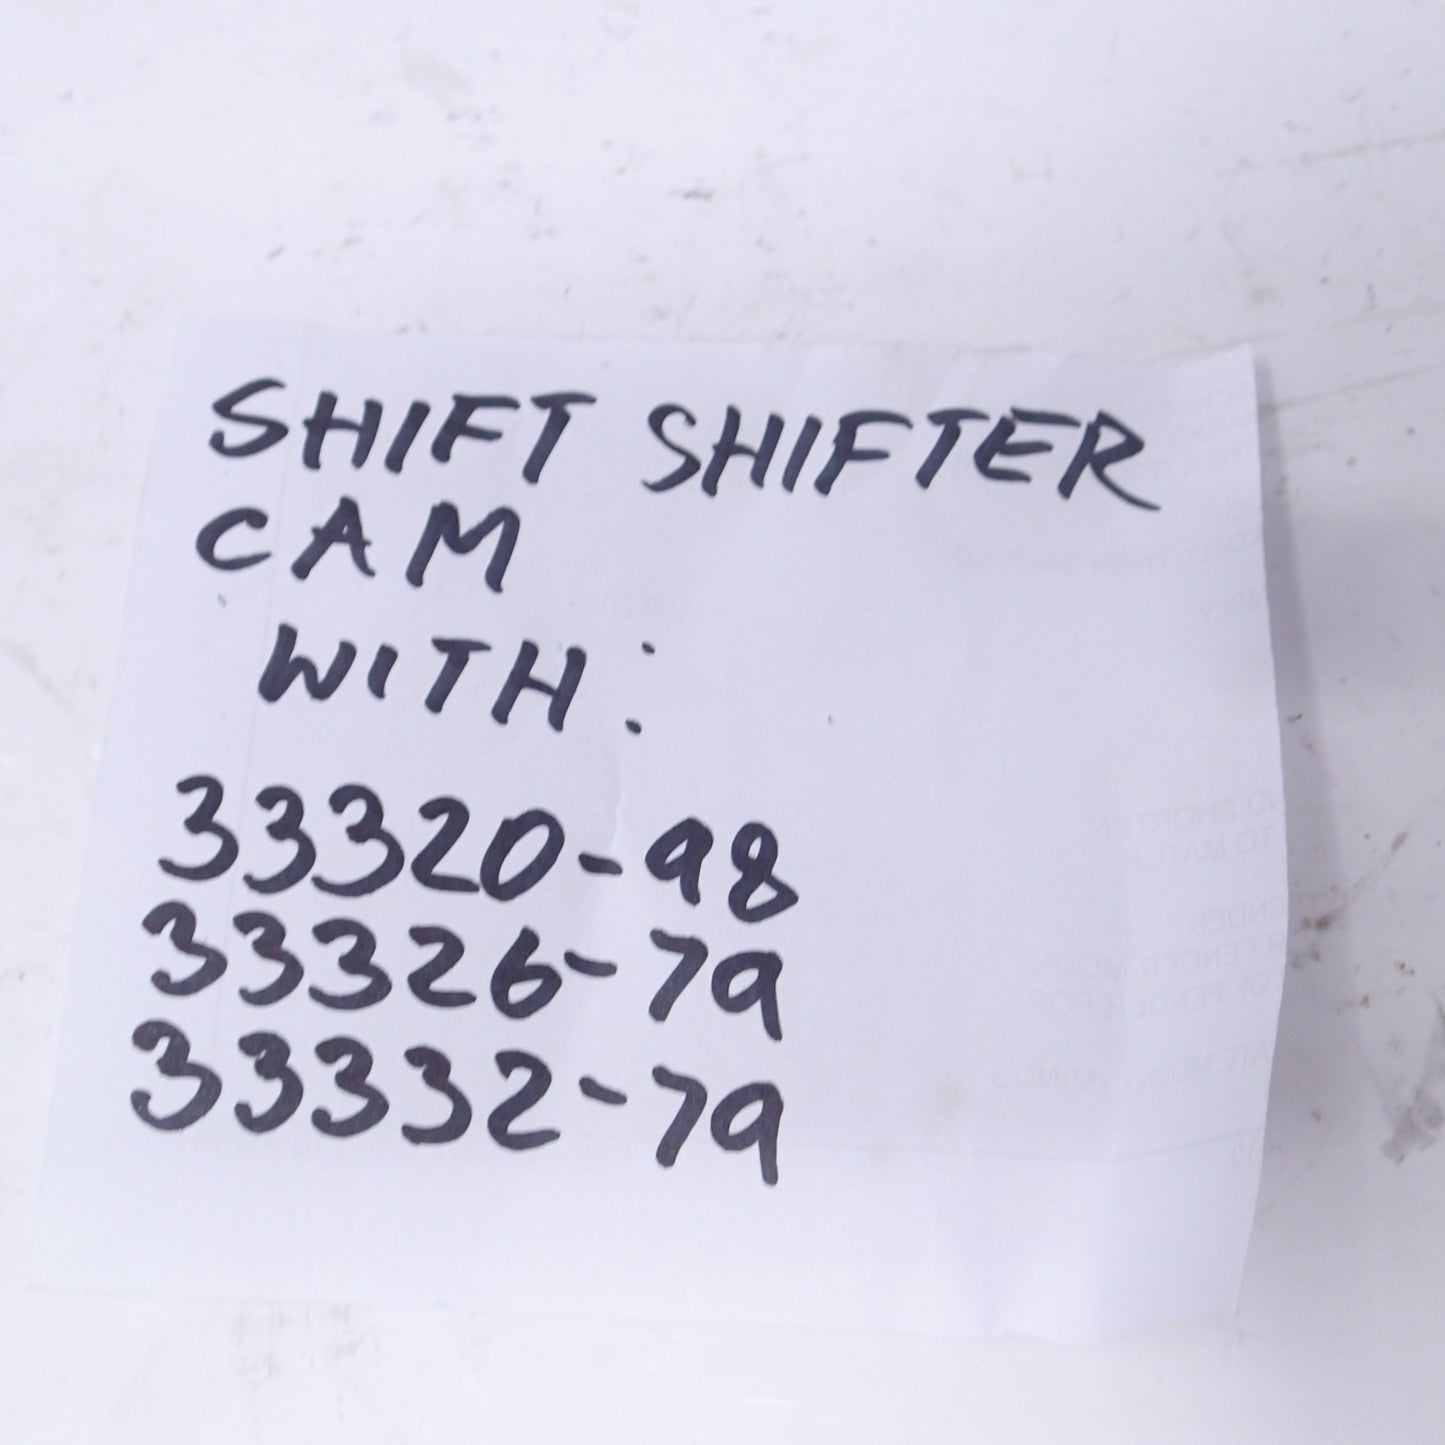 SHIFT SHIFTER
CAM
WITH:
33320-98
33326-79
33332-79